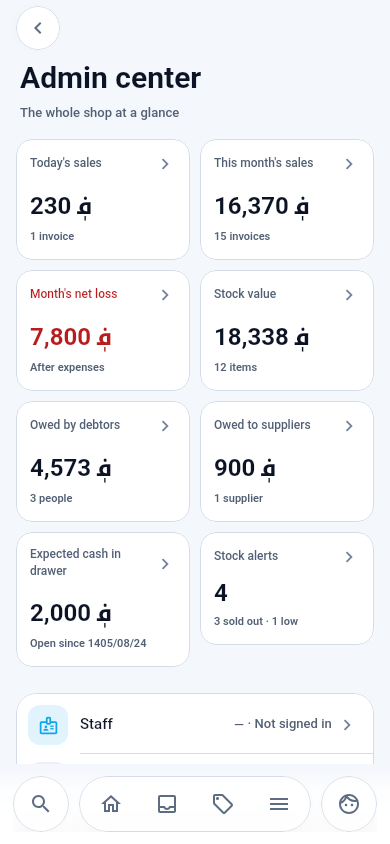 Admin center
The whole shop at a glance
Today's sales
230 ؋
1 invoice
This month's sales
16,370 ؋
15 invoices
Month's net loss
7,800 ؋
After expenses
Stock value
18,338 ؋
12 items
Owed by debtors
4,573 ؋
3 people
Owed to suppliers
900 ؋
1 supplier
Expected cash in
drawer
2,000 ؋
Open since 1405/08/24
Stock alerts
4
3 sold out · 1 low
Staff
— · Not signed in